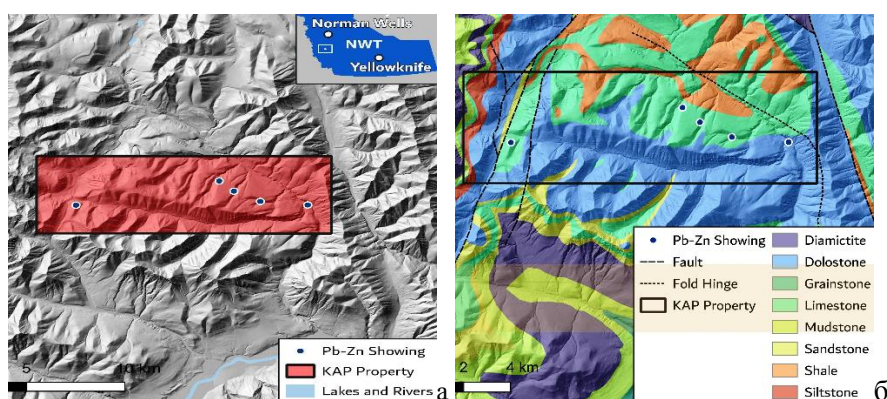 Norman Wells
NWT
Yellowknife
Pb-Zn Showing
KAP Property
Lakes and Rivers
5
10 km
а
Pb-Zn Showing
Fault
Fold Hinge
KAP Property
Diamictite
Dolostone
Grainstone
Limestone
Mudstone
Sandstone
Shale
Siltstone
2
4 km
б